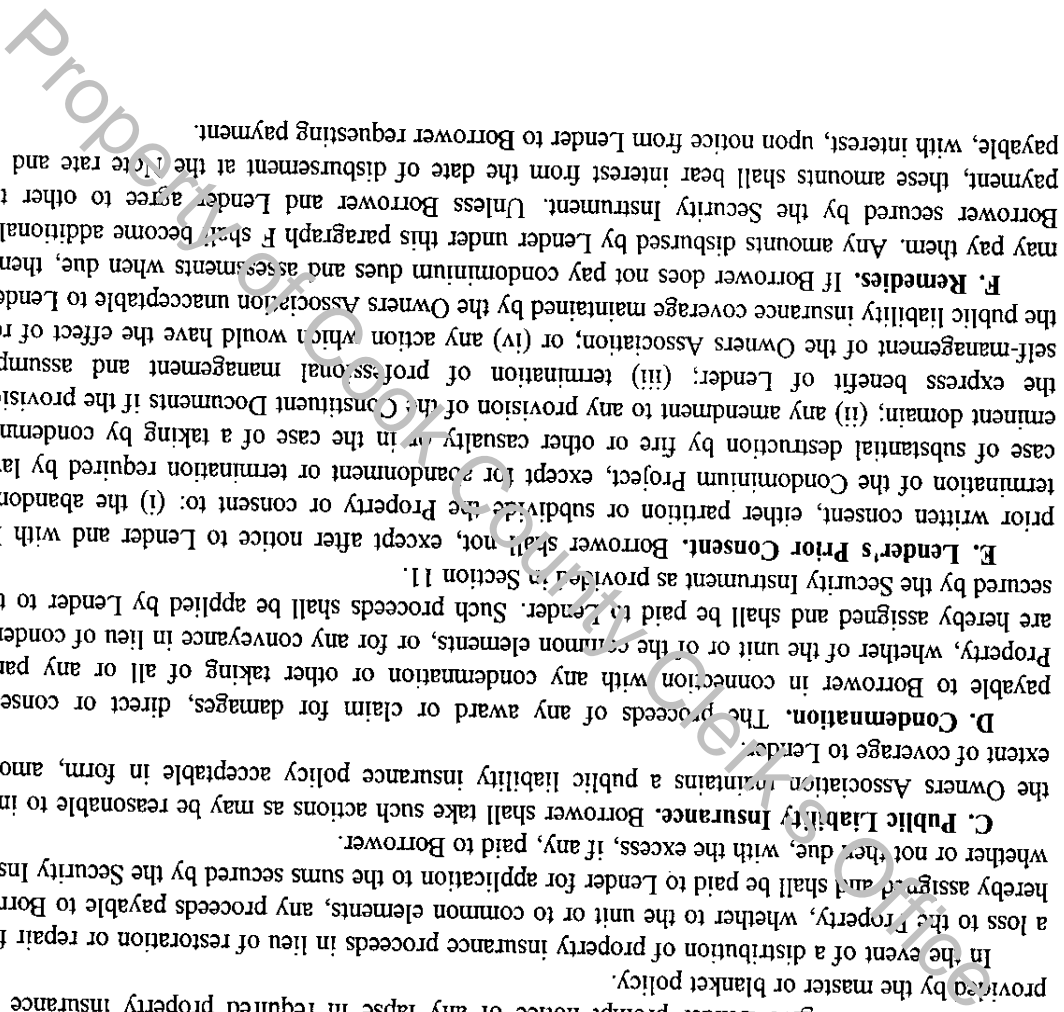 give Lender prompt notice of any lapse in required property insurance
provided by the master or blanket policy.
In the event of a distribution of property insurance proceeds in lieu of restoration or repair f
a loss to the Property, whether to the unit or to common elements, any proceeds payable to Borr
hereby assigned and shall be paid to Lender for application to the sums secured by the Security Ins
whether or not then due, with the excess, if any, paid to Borrower.
C. Public Liability Insurance. Borrower shall take such actions as may be reasonable to in
the Owners Association maintains a public liability insurance policy acceptable in form, amo
extent of coverage to Lender.
D. Condemnation. The proceeds of any award or claim for damages, direct or conse
payable to Borrower in connection with any condemnation or other taking of all or any par
Property, whether of the unit or of the common elements, or for any conveyance in lieu of conder
are hereby assigned and shall be paid to Lender. Such proceeds shall be applied by Lender to t
secured by the Security Instrument as provided in Section 11.
E. Lender's Prior Consent. Borrower shall not, except after notice to Lender and with
prior written consent, either partition or subdivide the Property or consent to: (i) the abandon
termination of the Condominium Project, except for abandonment or termination required by la
case of substantial destruction by fire or other casualty or in the case of a taking by condemn
eminent domain; (ii) any amendment to any provision of the Constituent Documents if the provisi
the express benefit of Lender; (iii) termination of professional management and assump
self-management of the Owners Association; or (iv) any action which would have the effect of r
the public liability insurance coverage maintained by the Owners Association unacceptable to Lende
F. Remedies. If Borrower does not pay condominium dues and assessments when due, then
may pay them. Any amounts disbursed by Lender under this paragraph F shall become additional
Borrower secured by the Security Instrument. Unless Borrower and Lender agree to other t
payment, these amounts shall bear interest from the date of disbursement at the Note rate and
payable, with interest, upon notice from Lender to Borrower requesting payment.
Property of Cook County Clerk's Office